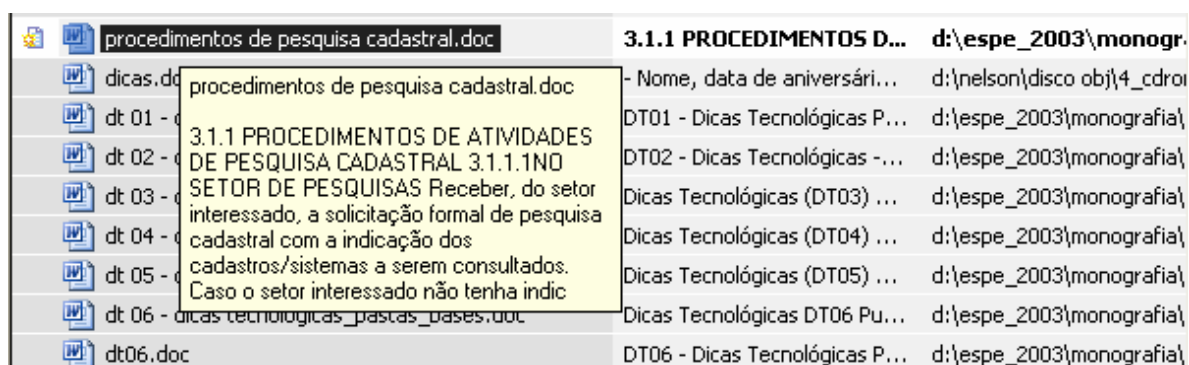 procedimentos de pesquisa cadastral.doc 3.1.1 PROCEDIMENTOS D... d:\espe_2003\monogr
dicas.do - Nome, data de aniversári... d:\nelson\disco obj\4_cdro
procedimentos de pesquisa cadastral.doc
dt 01 - DT01 - Dicas Tecnológicas P... d:\espe_2003\monografia\
3.1.1 PROCEDIMENTOS DE ATIVIDADES
DE PESQUISA CADASTRAL 3.1.1.1NO
SETOR DE PESQUISAS Receber, do setor
interessado, a solicitação formal de pesquisa
cadastral com a indicação dos
cadastros/sistemas a serem consultados.
Caso o setor interessado não tenha indic
dt 02 - DT02 - Dicas Tecnológicas -... d:\espe_2003\monografia\
dt 03 - Dicas Tecnológicas (DT03) ... d:\espe_2003\monografia\
dt 04 - Dicas Tecnológicas (DT04) ... d:\espe_2003\monografia\
dt 05 - Dicas Tecnológicas (DT05) ... d:\espe_2003\monografia\
dt 06 - dicas tecnologicas_pastas_bases.doc Dicas Tecnológicas DT06 Pu... d:\espe_2003\monografia\
dt06.doc DT06 - Dicas Tecnológicas P... d:\espe_2003\monografia\